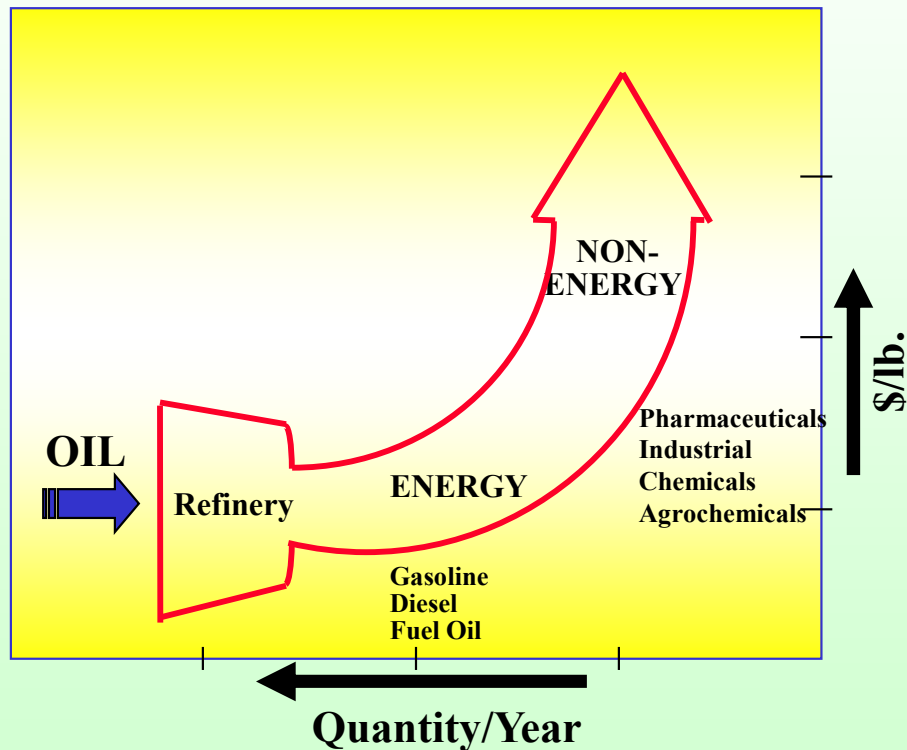 NON-
ENERGY
$/lb.
Pharmaceuticals
Industrial
Chemicals
Agrochemicals
OIL
Refinery
ENERGY
Gasoline
Diesel
Fuel Oil
Quantity/Year